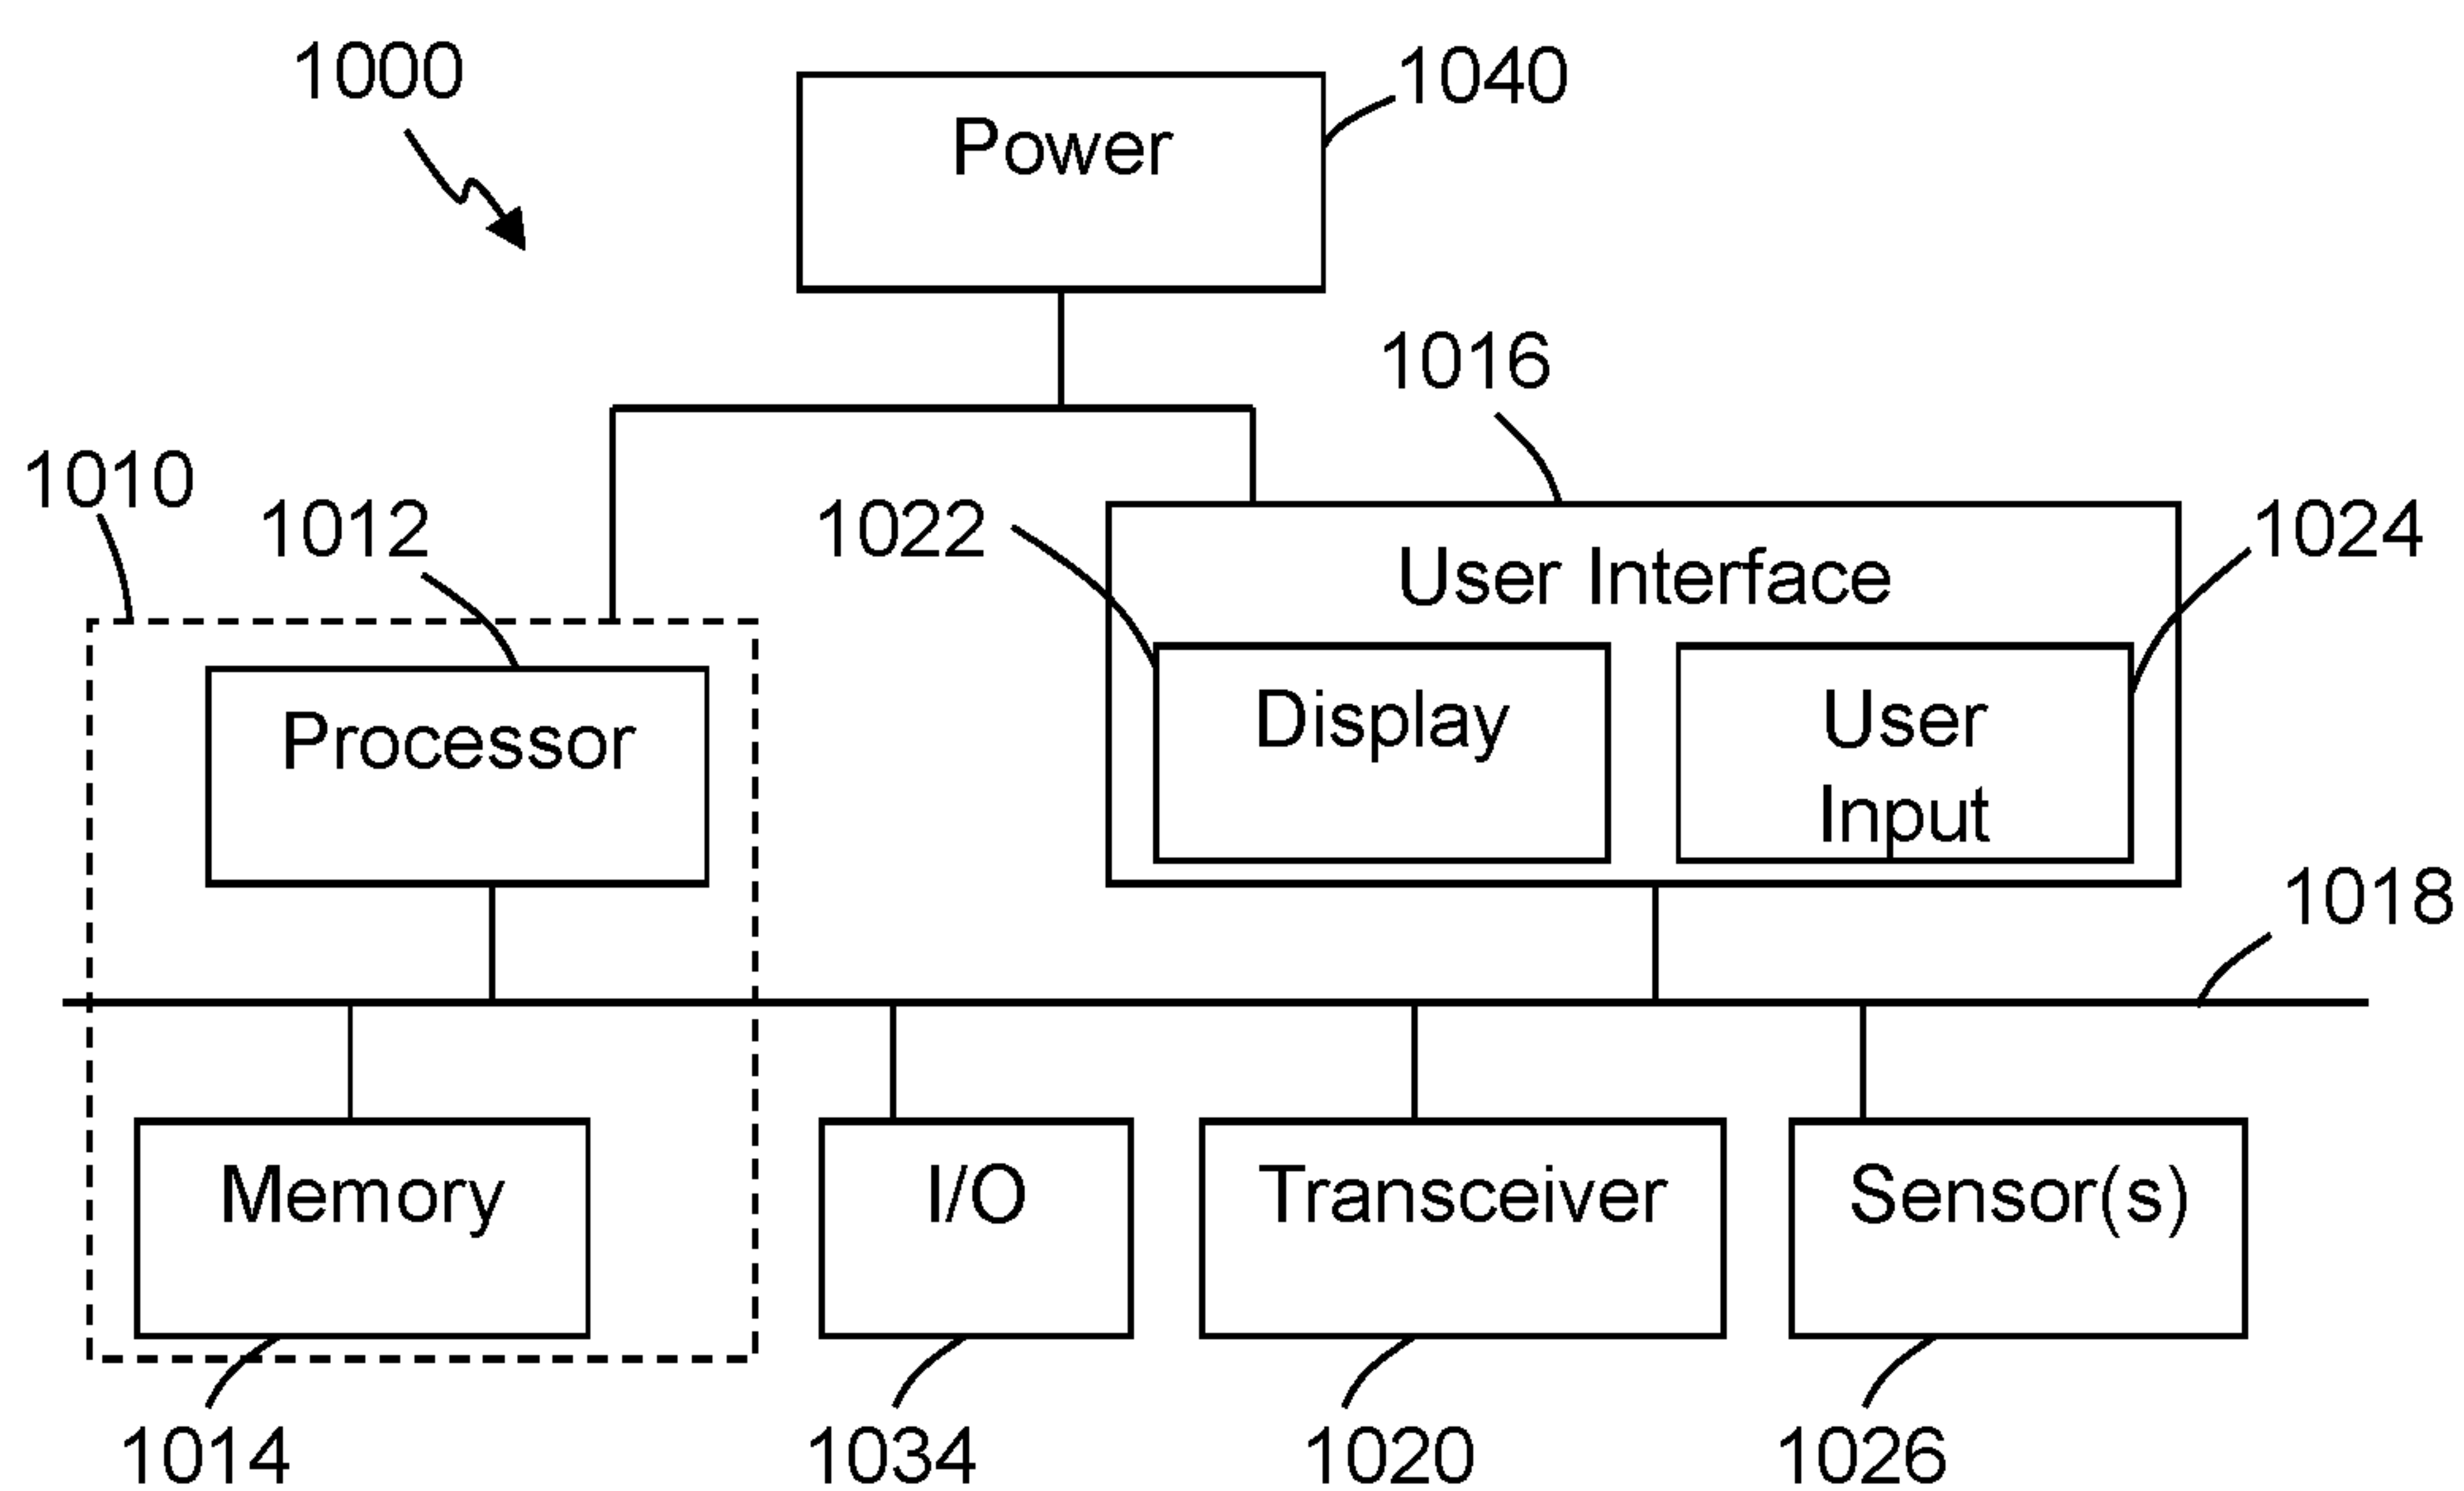 1000
1040
Power
1016
1010
1012
1022
1024
User Interface
Processor
Display
User
Input
1018
Memory
I/O
Transceiver
Sensor(s)
1014
1034
1020
1026